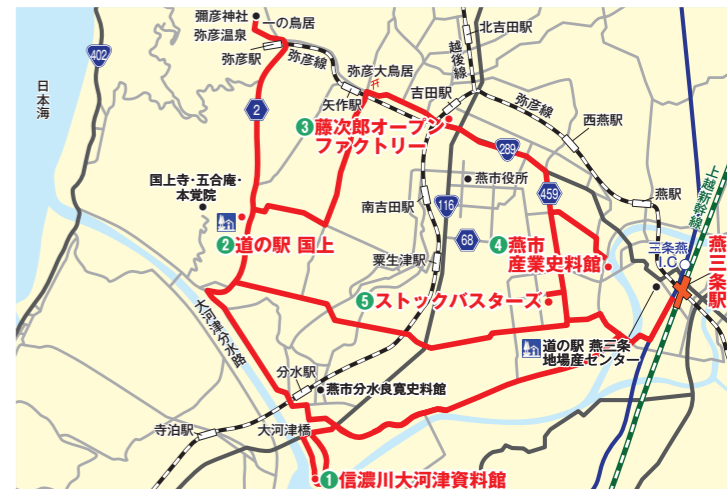 彌彦神社
一の鳥居
弥彦温泉
弥彦駅
弥彦線
402
日本海
2
弥彦大鳥居
矢作駅
吉田駅
越後線
北吉田駅
弥彦線
西燕駅
上越新幹線
燕駅
三条燕
I.C
燕三条駅
3 藤次郎オープン
ファクトリー
289
燕市役所
459
116
68
南吉田駅
粟生津駅
国上寺・五合庵・
本覚院
2 道の駅 国上
4 燕市
産業史料館
5 ストックバスターズ
道の駅 燕三条
地場産センター
大河津分水路
分水駅
燕市分水良寛史料館
寺泊駅
大河津橋
1 信濃川大河津資料館